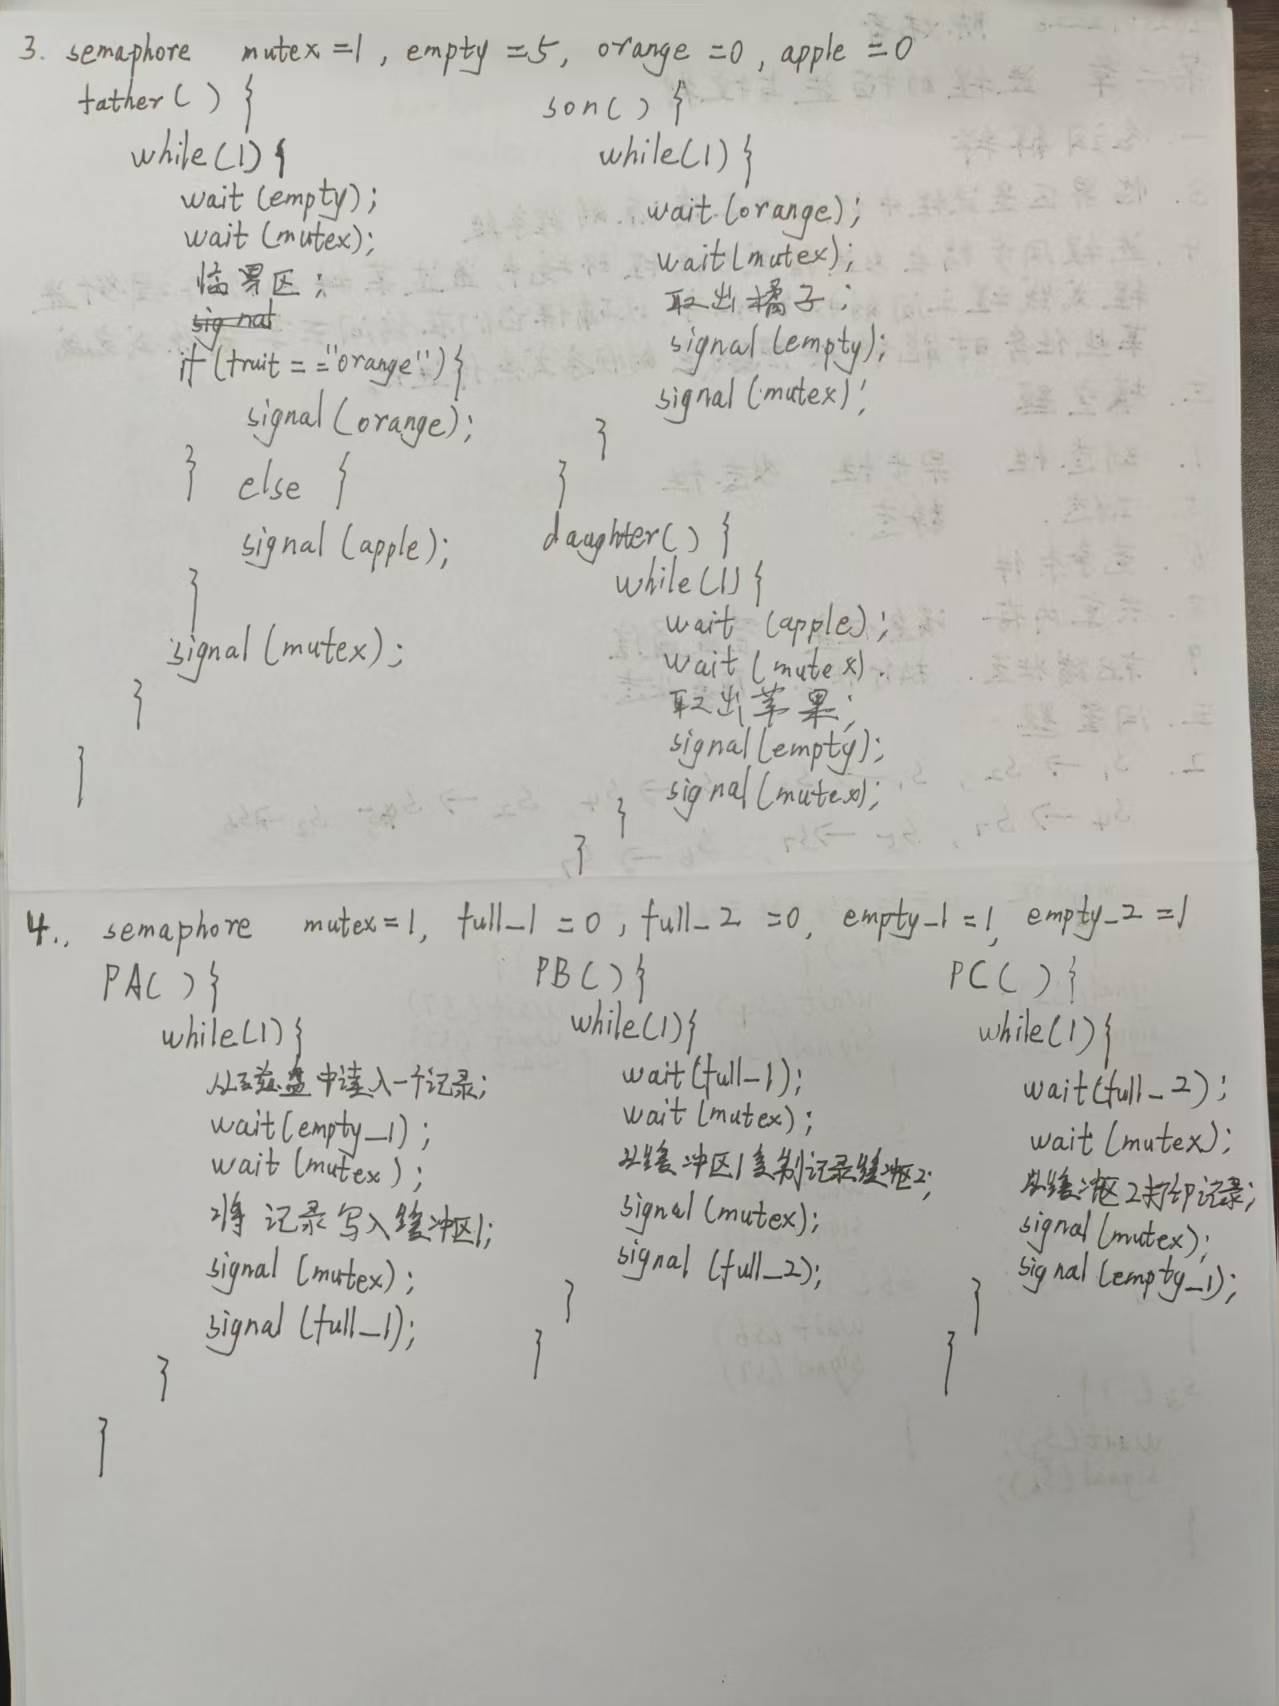 3. semaphore mutex =1, empty =5, orange =0, apple =0
father( ) {
while(1) {
wait (empty);
wait (mutex);
临界区;
signal
if (fruit = ="orange") {
signal (orange);
} else {
signal (apple);
}
signal (mutex);
}
}
son( ) {
while(1) {
wait (orange);
wait(mutex);
取出橘子;
signal (empty);
signal (mutex);
}
}
daughter( ) {
while(1) {
wait (apple);
wait (mutex).
取出苹果;
signal (empty);
signal (mutex);
}
}
4.. semaphore mutex=1, full_1 =0, full_2 =0, empty_1 =1, empty_2 =1
PA( ) {
while(1) {
从磁盘中读入一个记录;
wait(empty_1);
wait (mutex);
将记录写入缓冲区1;
signal (mutex);
signal (full_1);
}
}
PB( ) {
while(1) {
wait(full_1);
wait (mutex);
从缓冲区1复制记录缓冲区2;
signal (mutex);
signal (full_2);
}
}
PC( ) {
while(1) {
wait(full_2);
wait (mutex);
从缓冲区2打印记录;
signal (mutex);
signal (empty_1);
}
}